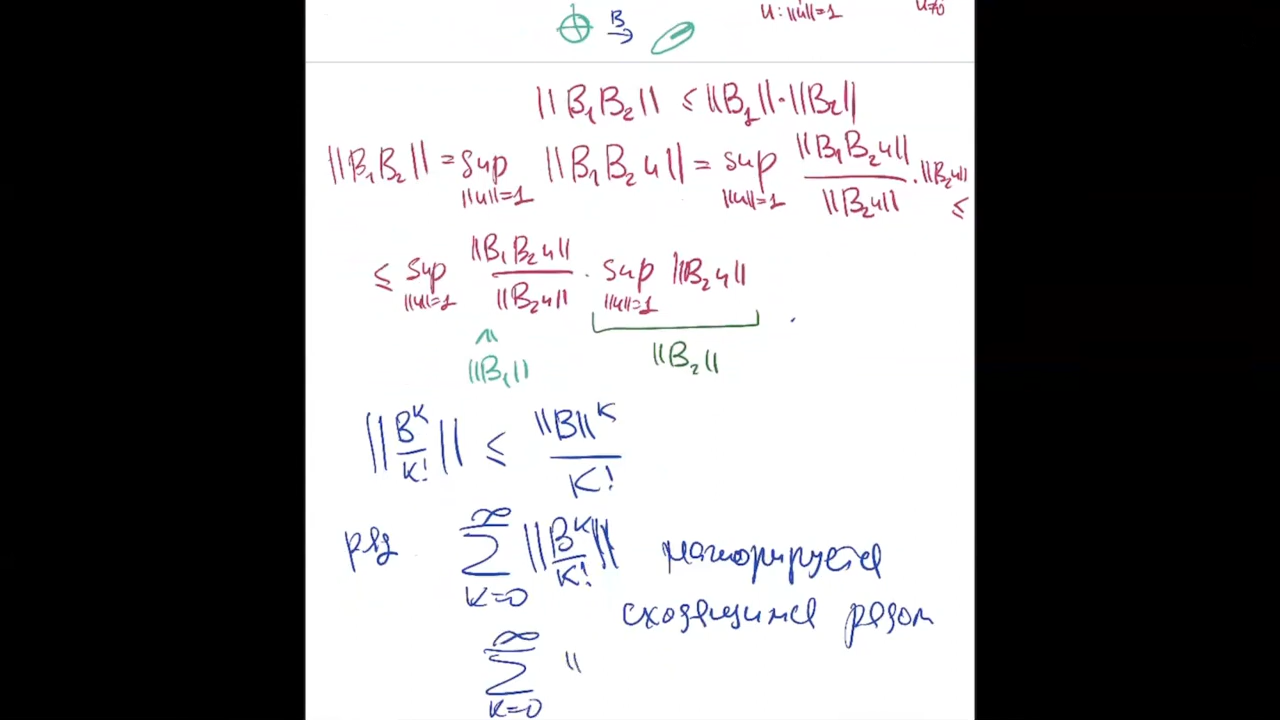 B u: ||u||=1 u≠0
||B₁B₂|| ≤ ||B₁||·||B₂||
||B₁B₂|| = sup_{||u||=1} ||B₁B₂u|| = sup_{||u||=1} ||B₁B₂u||/||B₂u|| · ||B₂u|| ≤
≤ sup_{||u||=1} ||B₁B₂u||/||B₂u|| · sup_{||u||=1} ||B₂u||
||B₁|| ||B₂||
||B^K/K!|| ≤ ||B||^K/K!
ряд ∑_{K=0}^{∞} ||B^K/K!|| мажорируется
сходящимся рядом
∑_{K=0}^{∞} ||